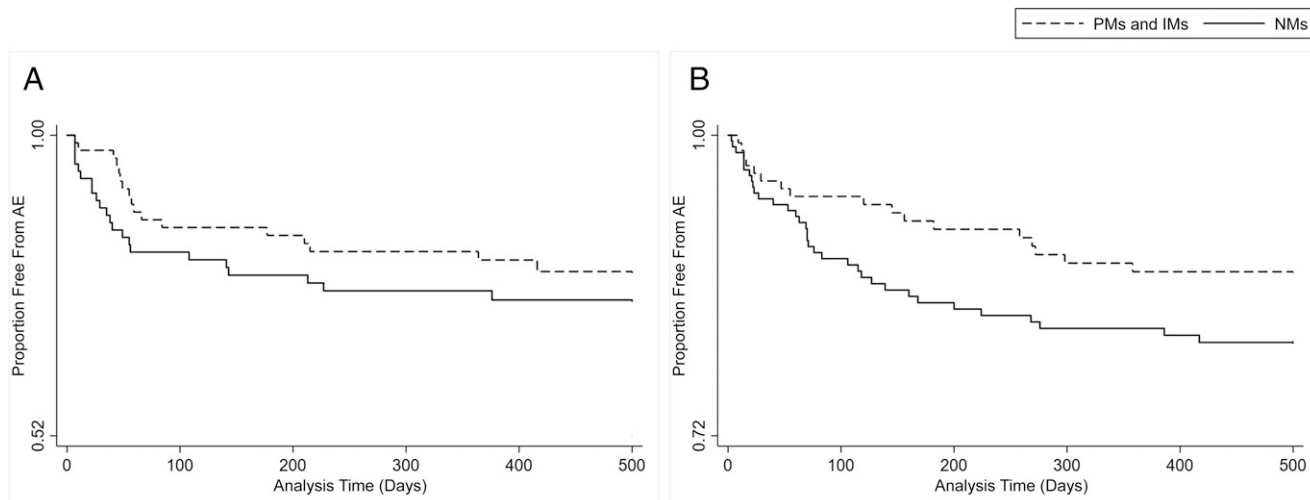 PMs and IMs NMs
A
1.00
0.52
Proportion Free From AE
0 100 200 300 400 500
Analysis Time (Days)
B
1.00
0.72
Proportion Free From AE
0 100 200 300 400 500
Analysis Time (Days)